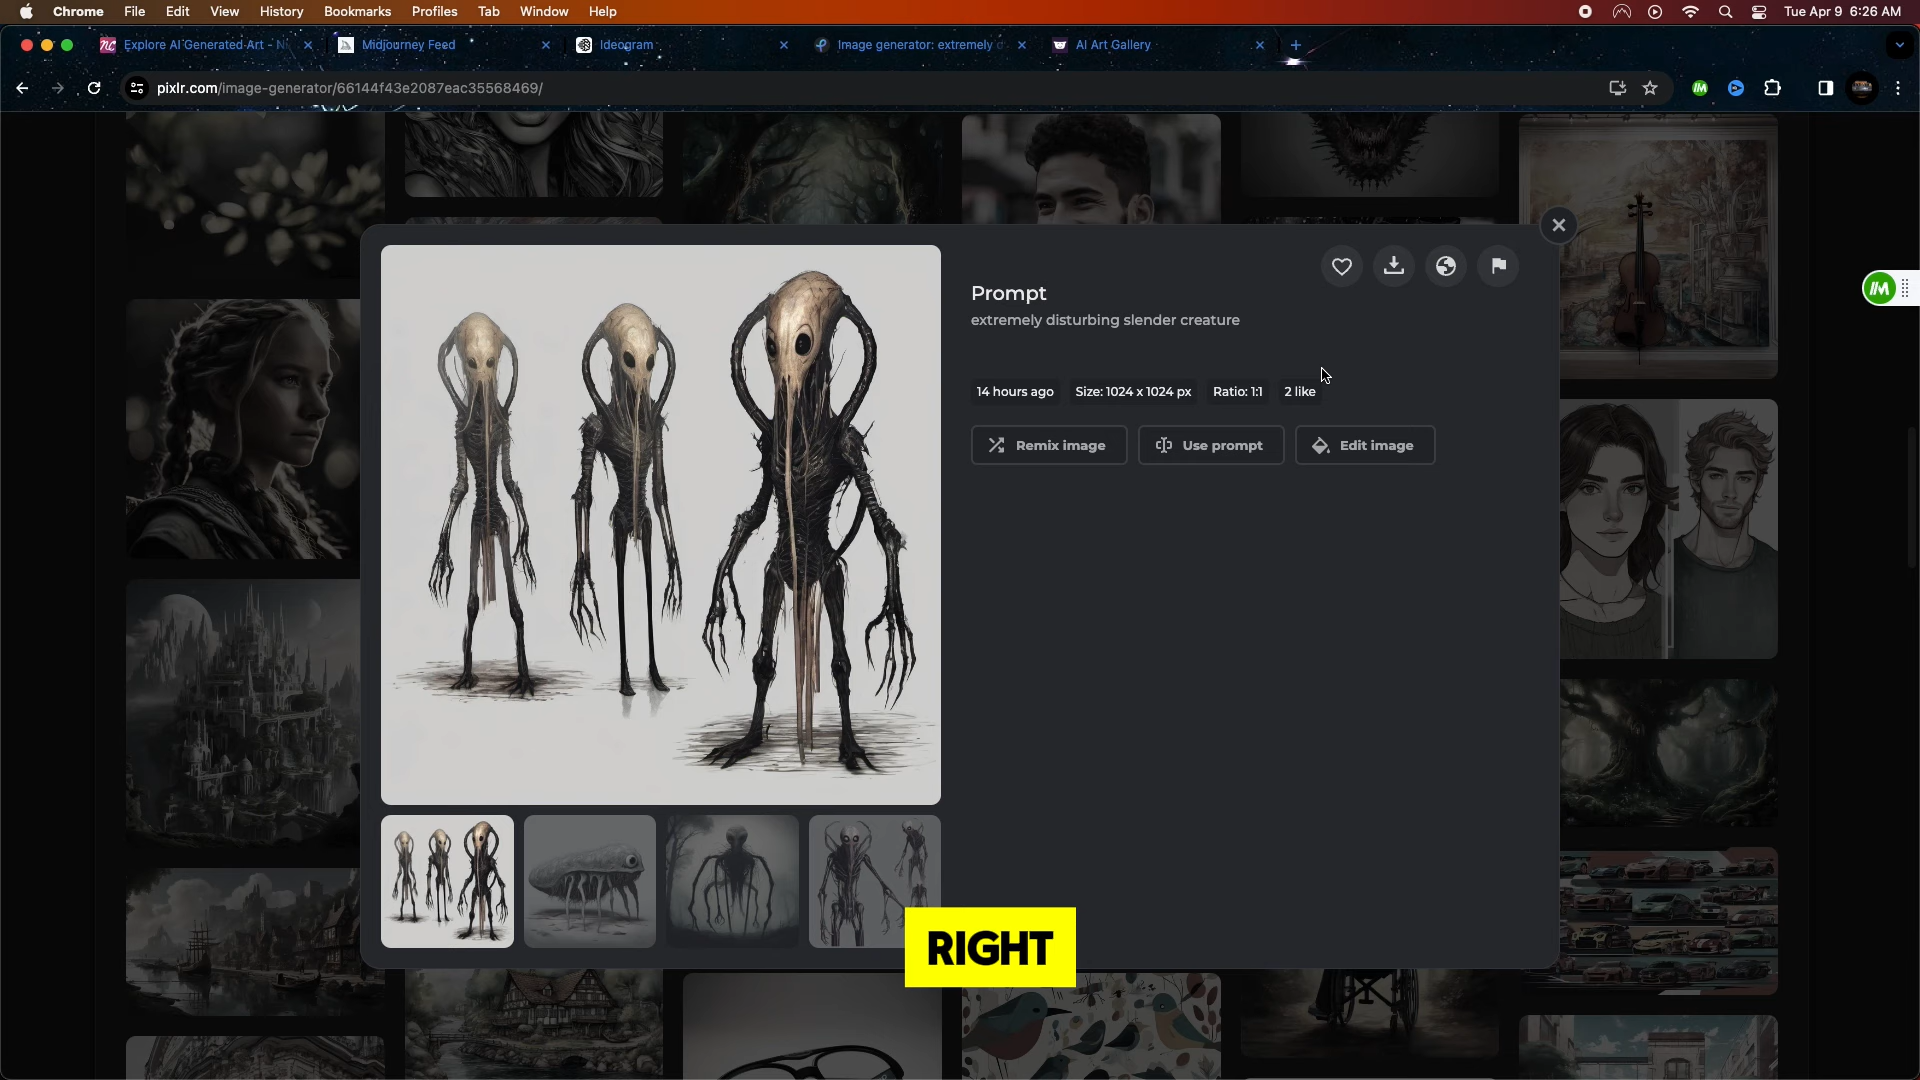 Chrome File Edit View History Bookmarks Profiles Tab Window Help Tue Apr 9 6:26 AM
Explore AI Generated Art - N Midjourney Feed Ideogram Image generator: extremely d AI Art Gallery
pixlr.com/image-generator/66144f43e2087eac35568469/
Prompt
extremely disturbing slender creature
14 hours ago Size: 1024 x 1024 px Ratio: 1:1 2 like
Remix image Use prompt Edit image
RIGHT